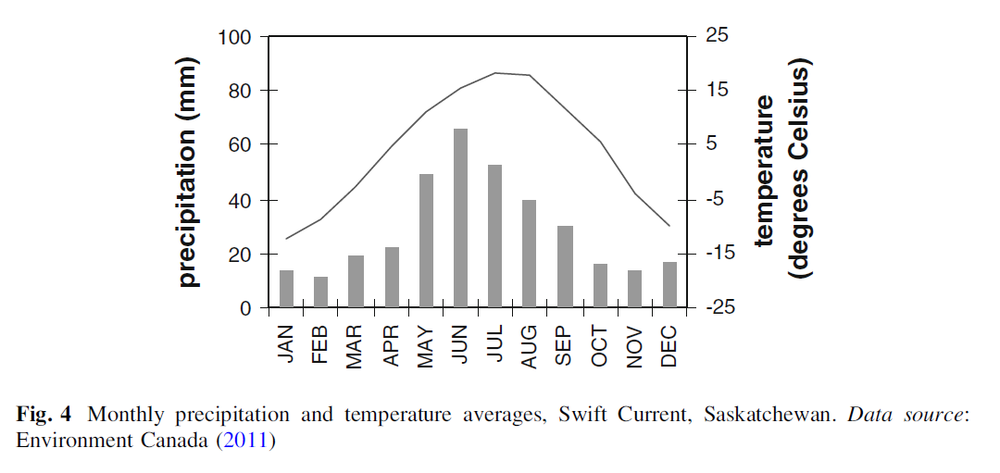 100
80
60
40
20
0
precipitation (mm)
25
15
5
-5
-15
-25
temperature
(degrees Celsius)
JAN
FEB
MAR
APR
MAY
JUN
JUL
AUG
SEP
OCT
NOV
DEC
Fig. 4 Monthly precipitation and temperature averages, Swift Current, Saskatchewan. Data source:
Environment Canada (2011)